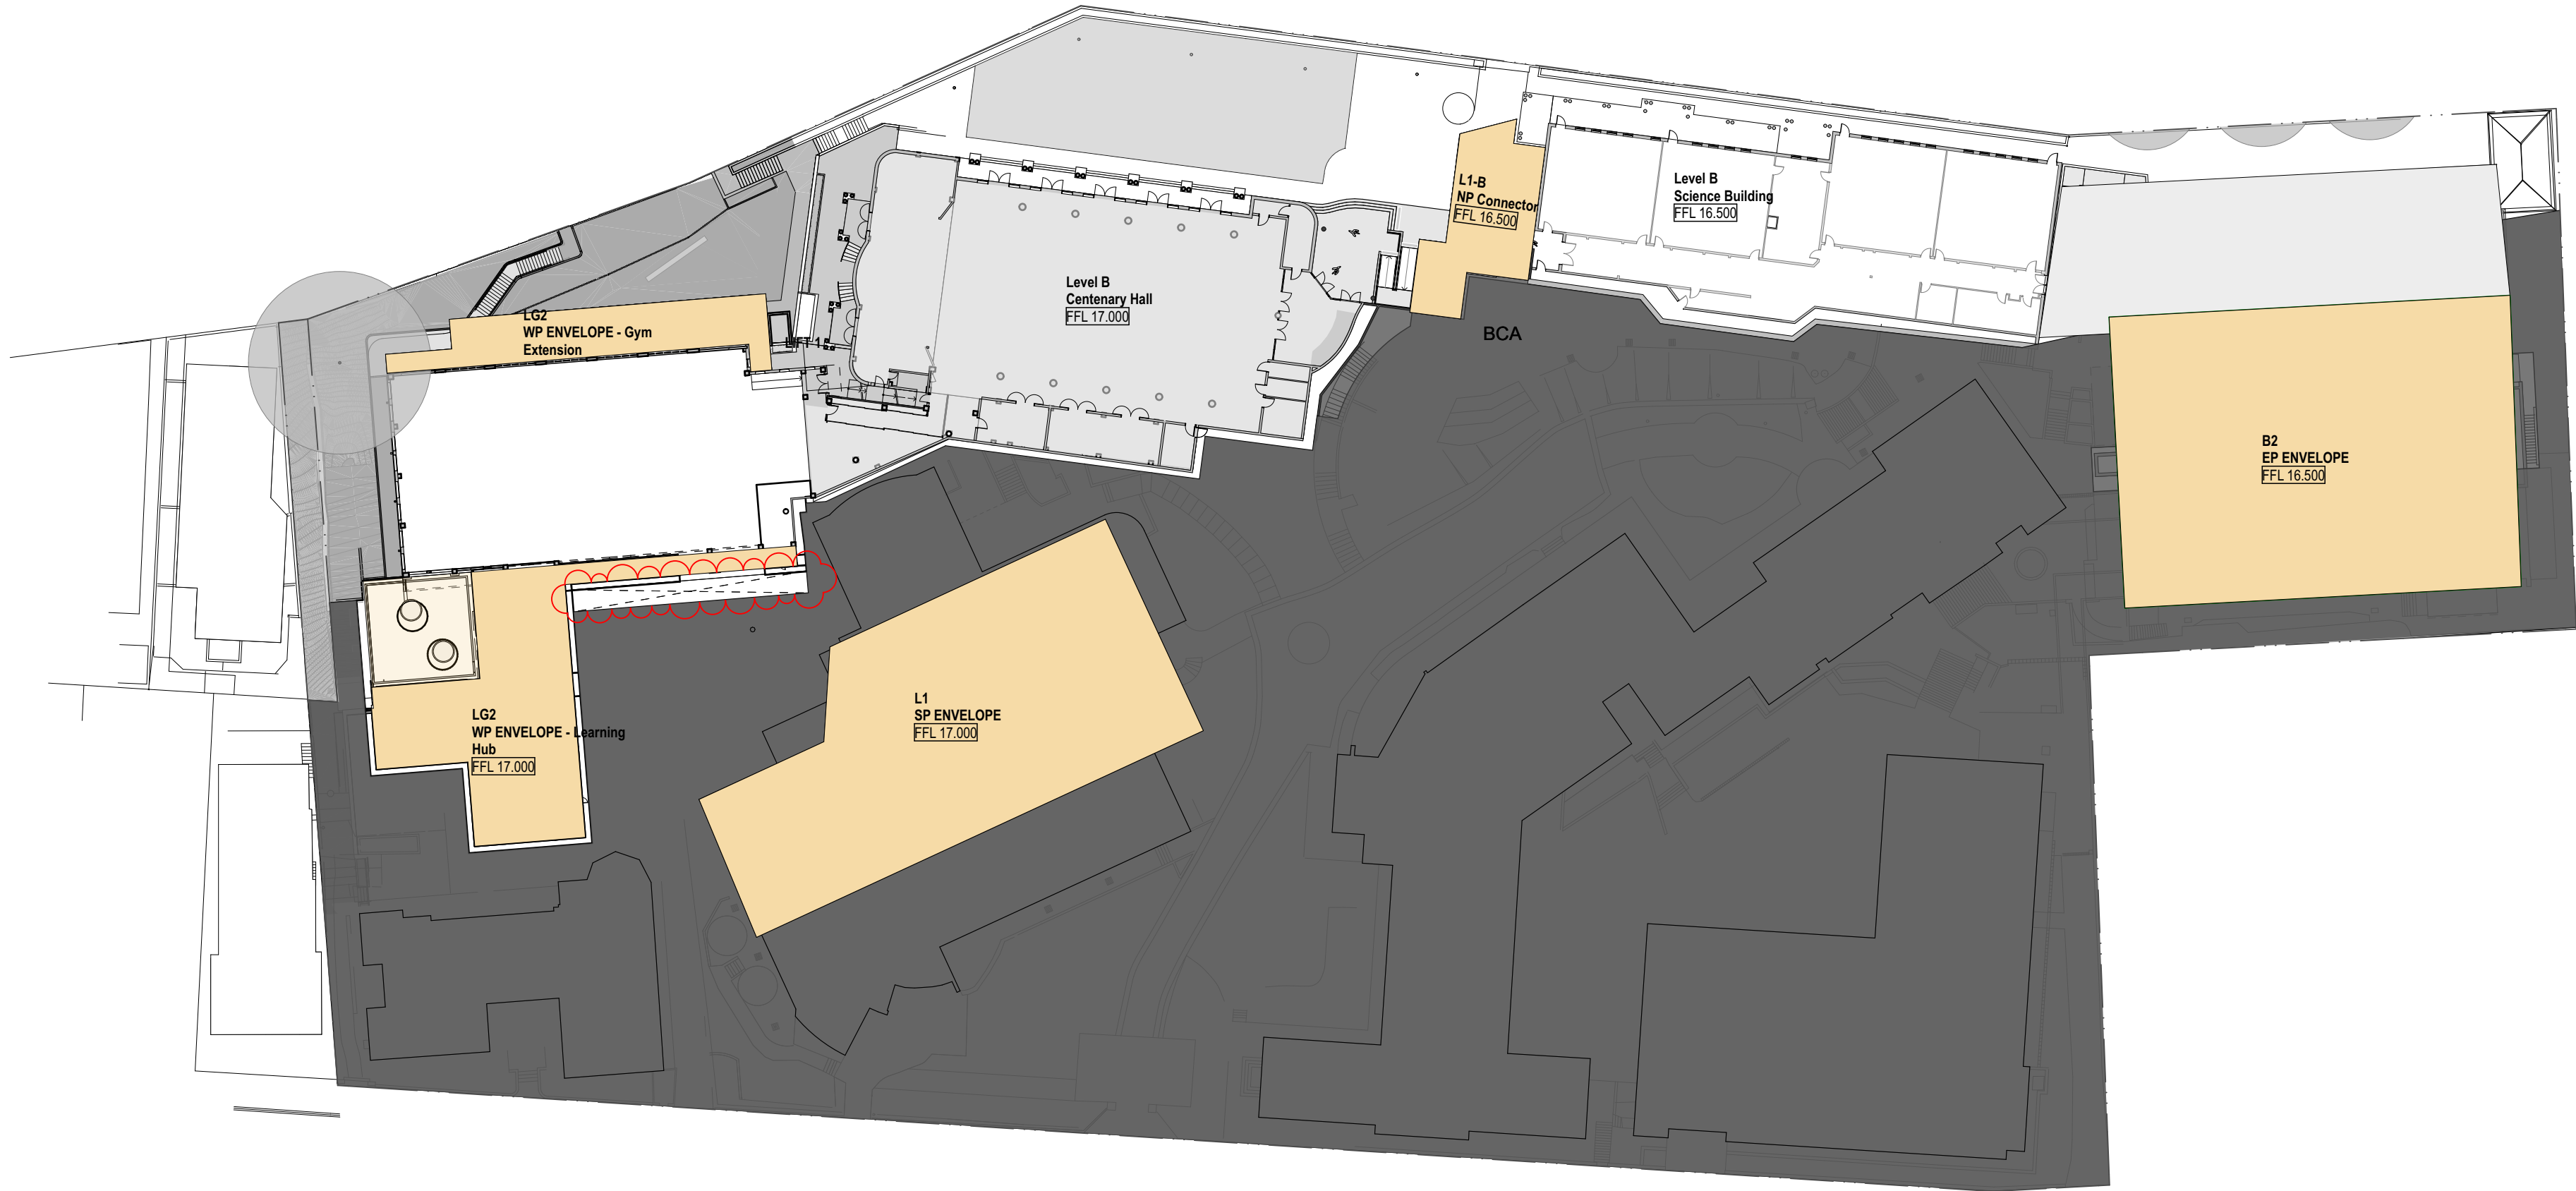 L1-B
NP Connector
FFL 16.500
Level B
Science Building
FFL 16.500
Level B
Centenary Hall
FFL 17.000
LG2
WP ENVELOPE - Gym
Extension
LIFT 1
BCA
B2
EP ENVELOPE
FFL 16.500
L1
SP ENVELOPE
FFL 17.000
LG2
WP ENVELOPE - Learning
Hub
FFL 17.000